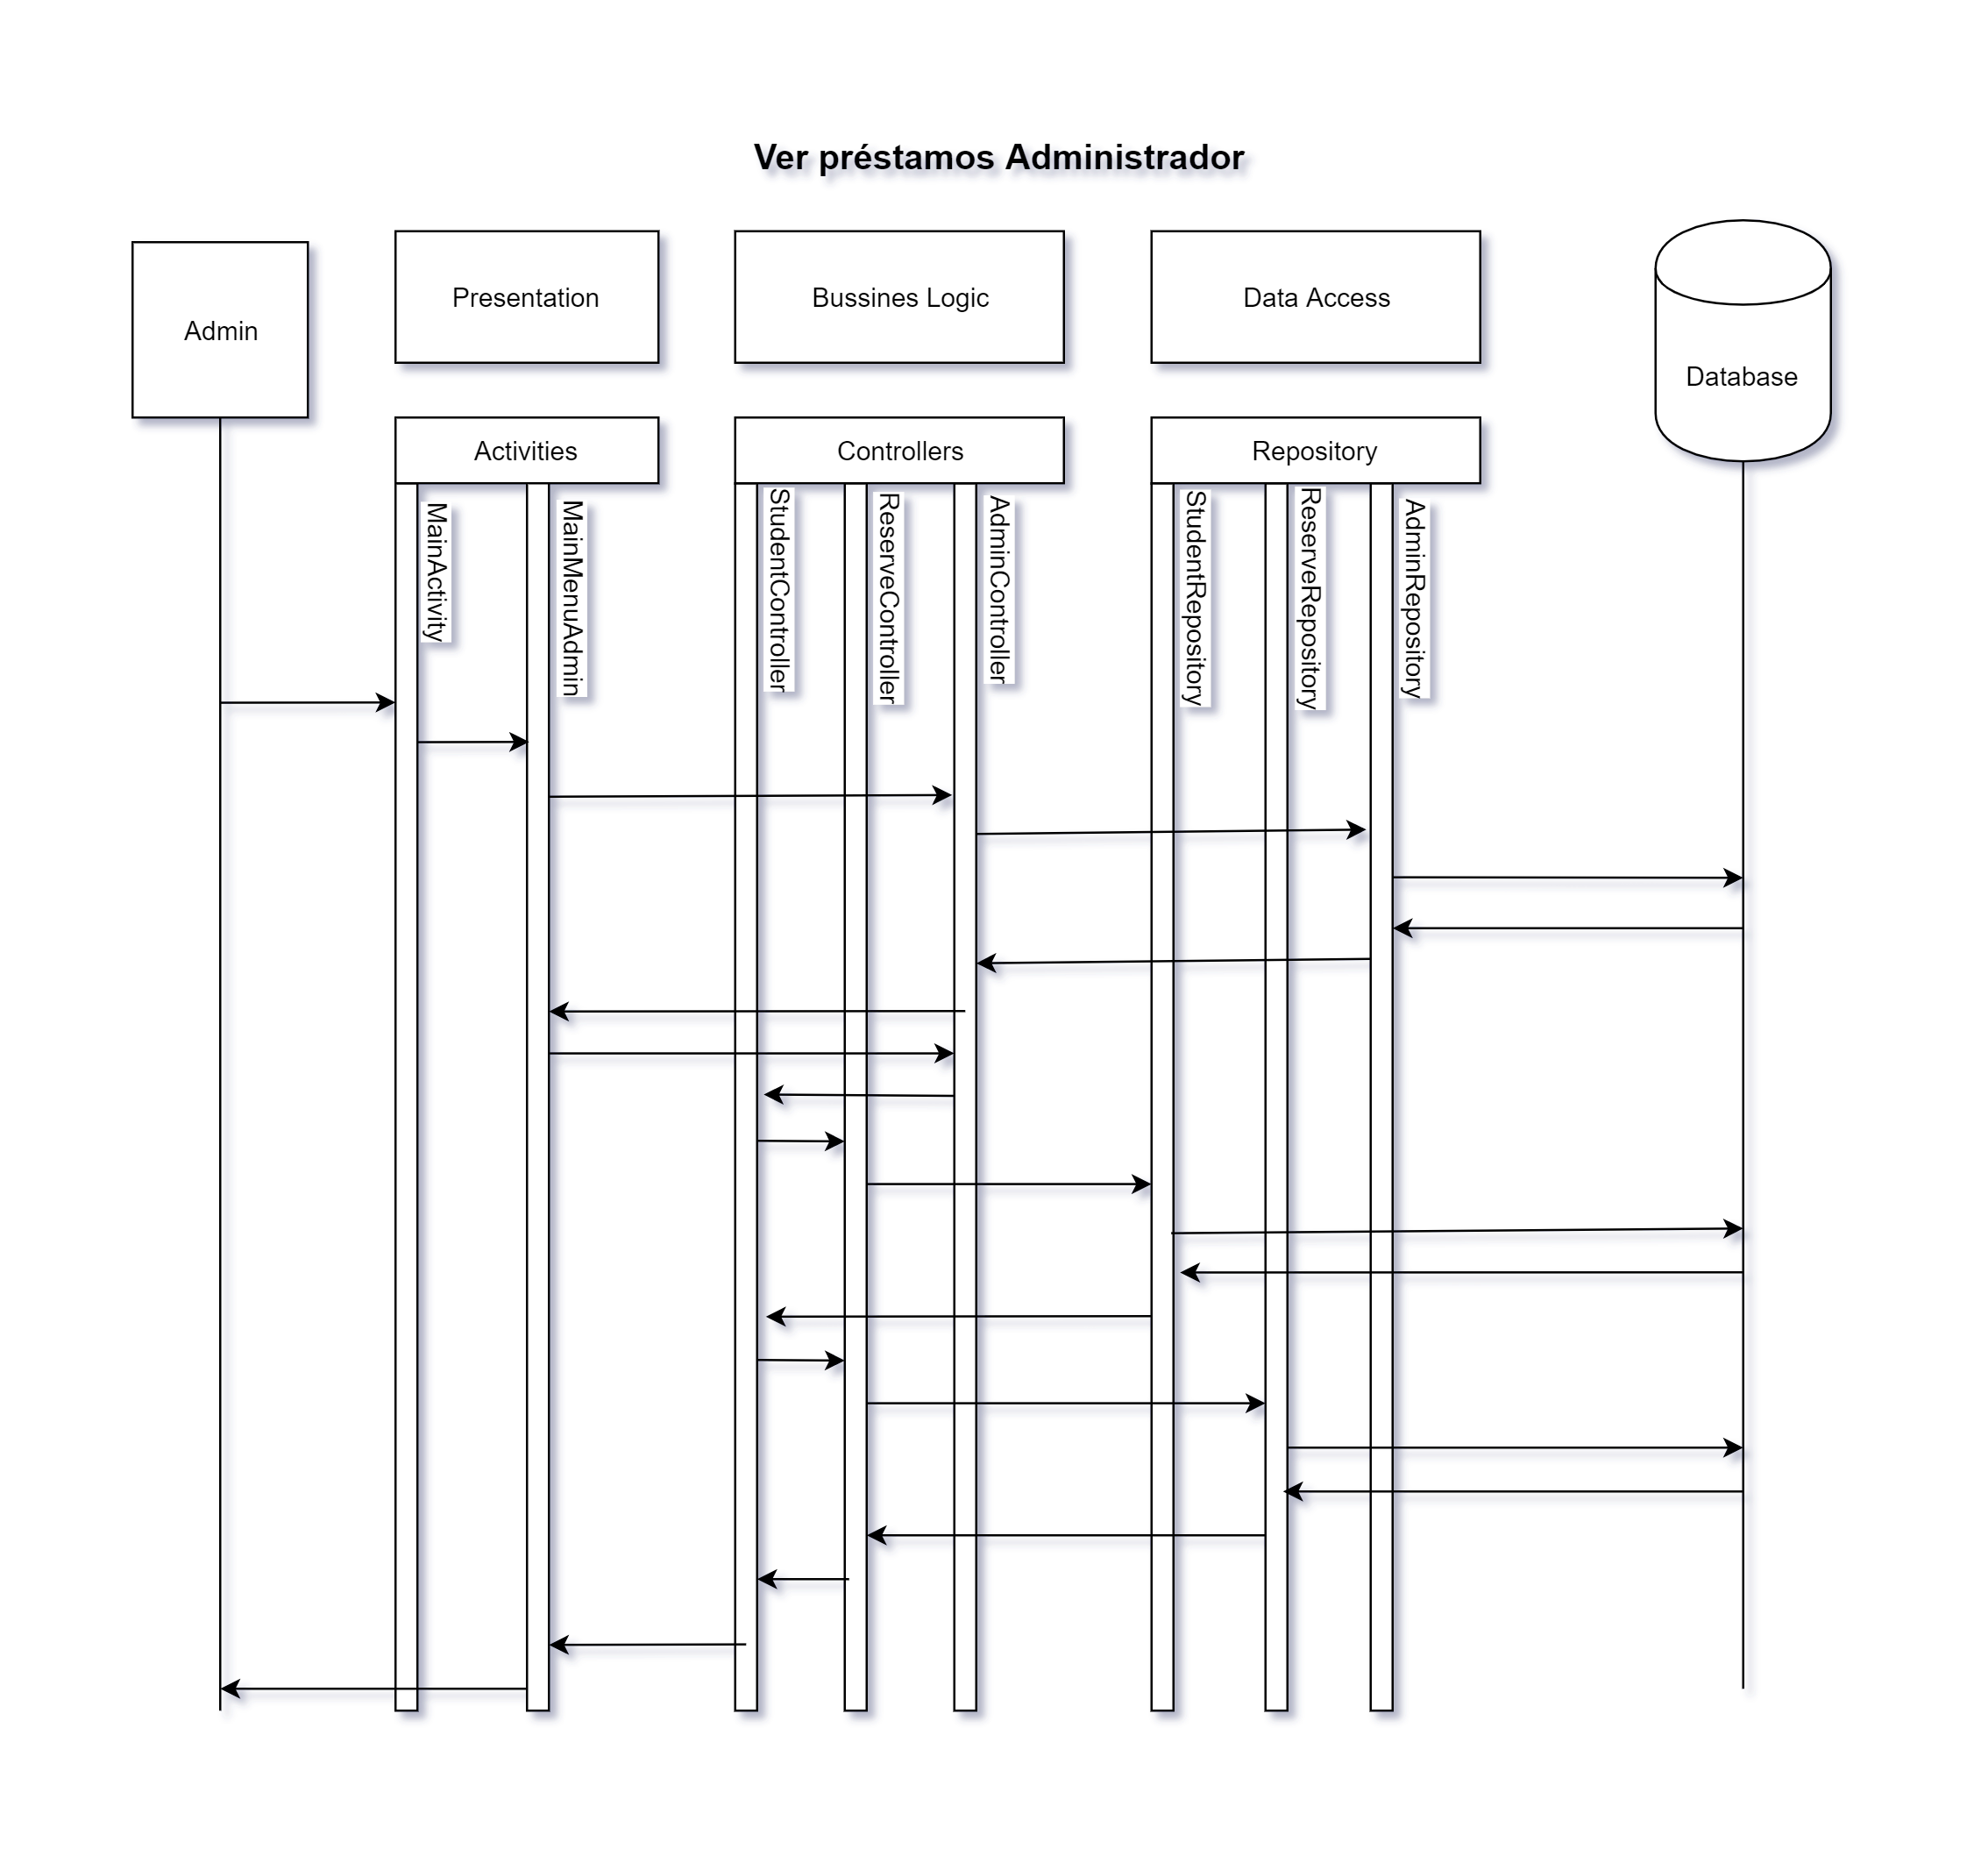 Ver préstamos Administrador
Admin
Presentation
Bussines Logic
Data Access
Database
Activities
Controllers
Repository
MainActivity
MainMenuAdmin
StudentController
ReserveController
AdminController
StudentRepository
ReserveRepository
AdminRepository